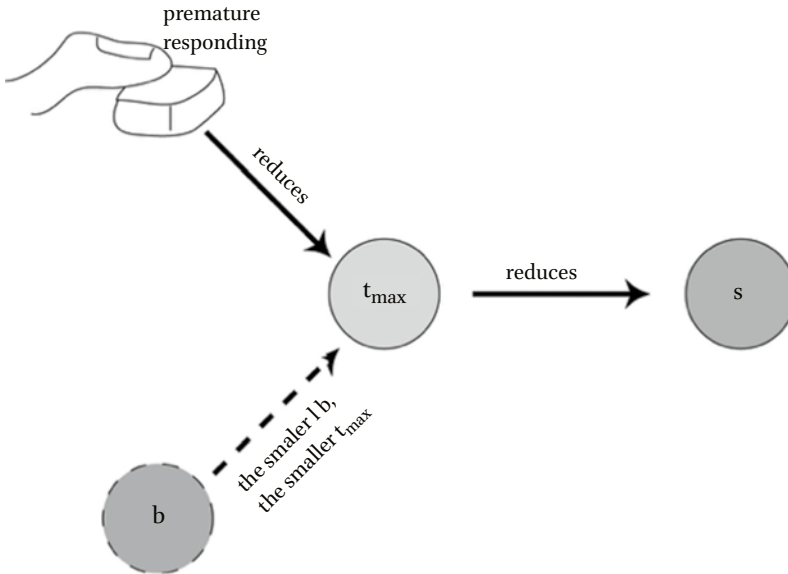 premature
responding
reduces
t_max
reduces
s
the smaler l b,
the smaller t_max
b